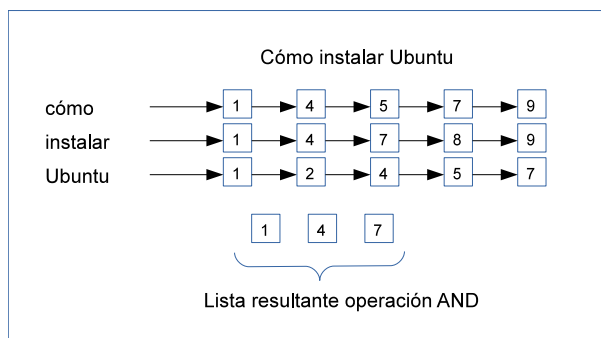 Cómo instalar Ubuntu
cómo 1 4 5 7 9
instalar 1 4 7 8 9
Ubuntu 1 2 4 5 7
1 4 7
Lista resultante operación AND